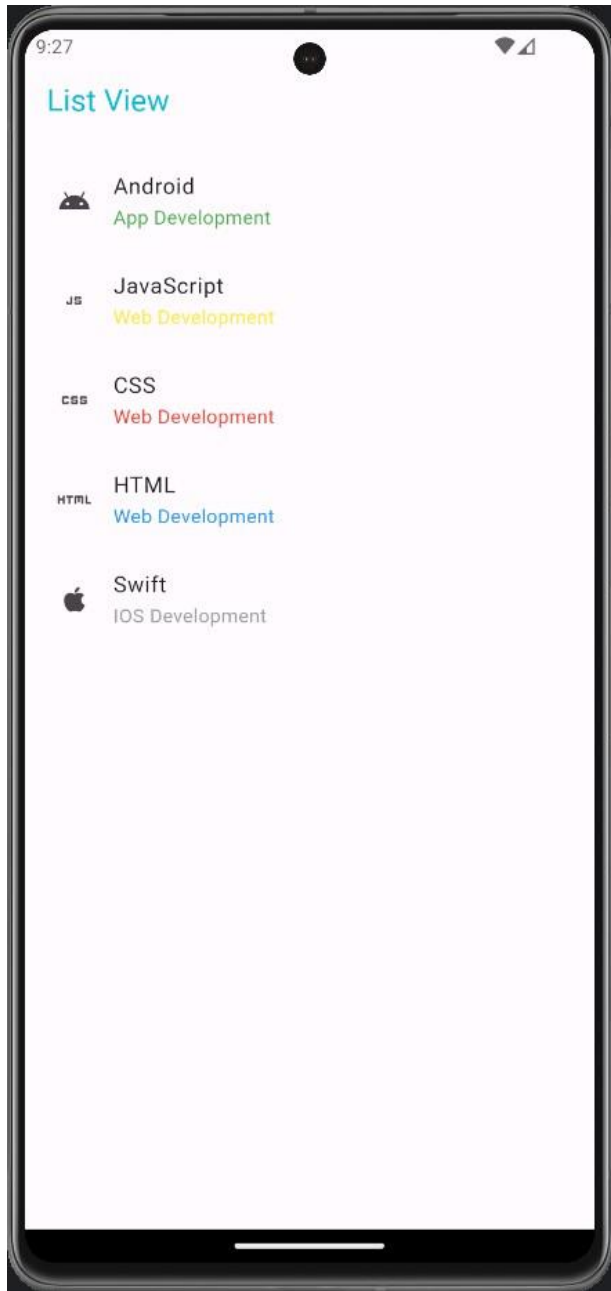 9:27
List View
Android
App Development
JS
JavaScript
Web Development
CSS
CSS
Web Development
HTML
HTML
Web Development
Swift
IOS Development